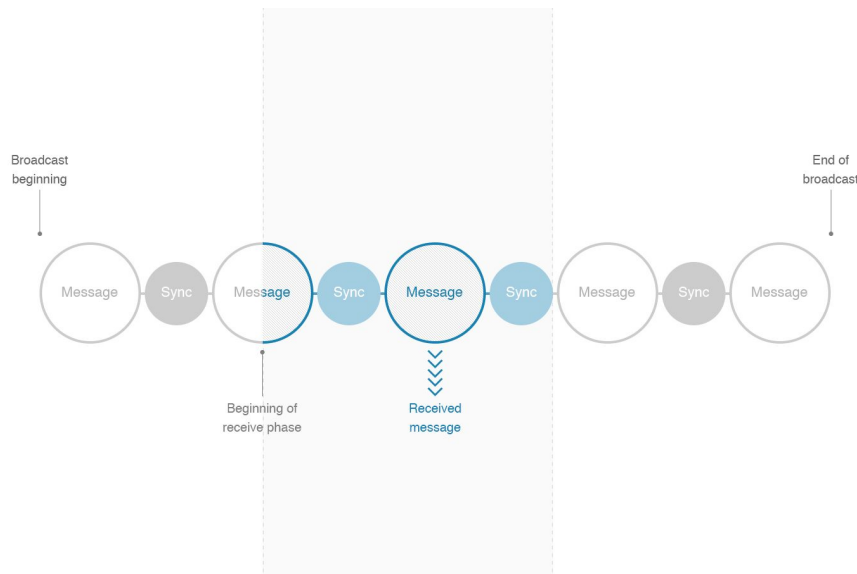 Broadcast
beginning
End of
broadcast
Message
Sync
Message
Sync
Message
Sync
Message
Sync
Message
Beginning of
receive phase
Received
message